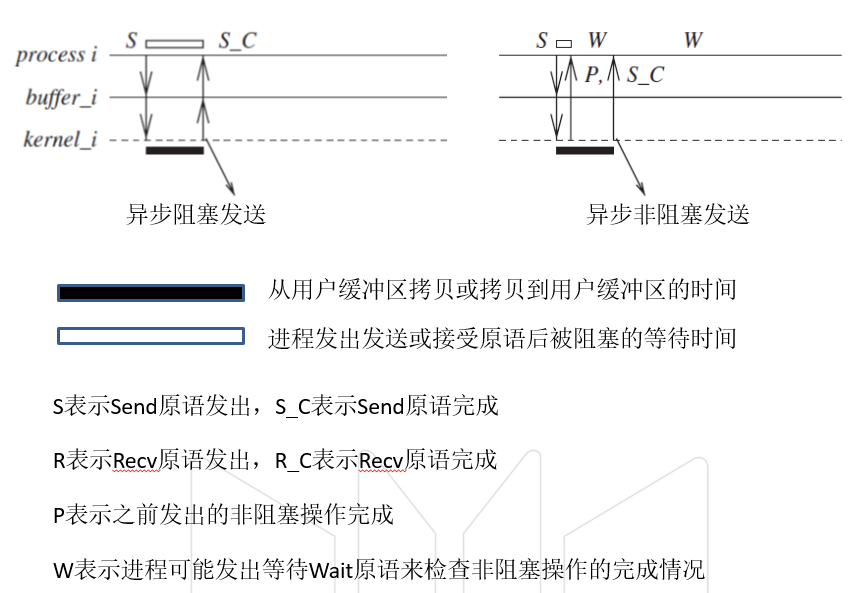 S S_C S W W
process i
P, S_C
buffer_i
kernel_i
异步阻塞发送 异步非阻塞发送
从用户缓冲区拷贝或拷贝到用户缓冲区的时间
进程发出发送或接受原语后被阻塞的等待时间
S表示Send原语发出，S_C表示Send原语完成
R表示Recv原语发出，R_C表示Recv原语完成
P表示之前发出的非阻塞操作完成
W表示进程可能发出等待Wait原语来检查非阻塞操作的完成情况